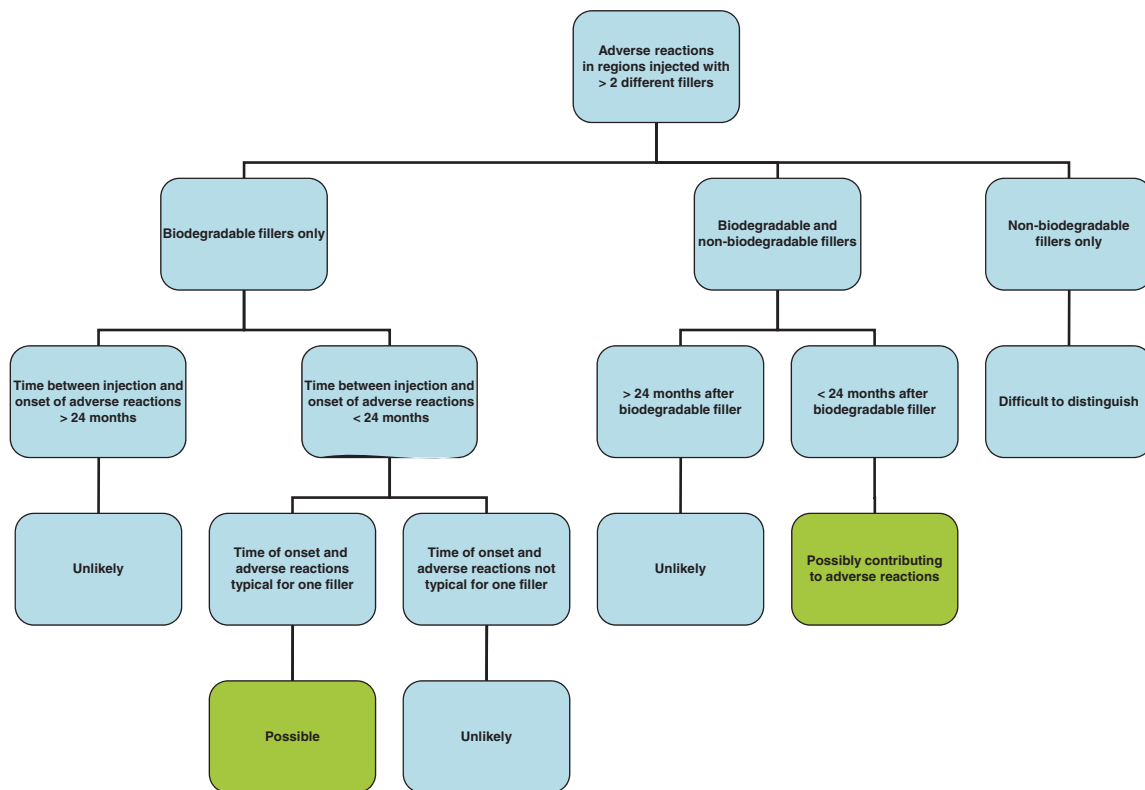 Adverse reactions
in regions injected with
> 2 different fillers
Biodegradable fillers only
Biodegradable and
non-biodegradable fillers
Non-biodegradable
fillers only
Time between injection and
onset of adverse reactions
> 24 months
Time between injection and
onset of adverse reactions
< 24 months
> 24 months after
biodegradable filler
< 24 months after
biodegradable filler
Difficult to distinguish
Unlikely
Time of onset and
adverse reactions
typical for one filler
Time of onset and
adverse reactions not
typical for one filler
Unlikely
Possibly contributing
to adverse reactions
Possible
Unlikely